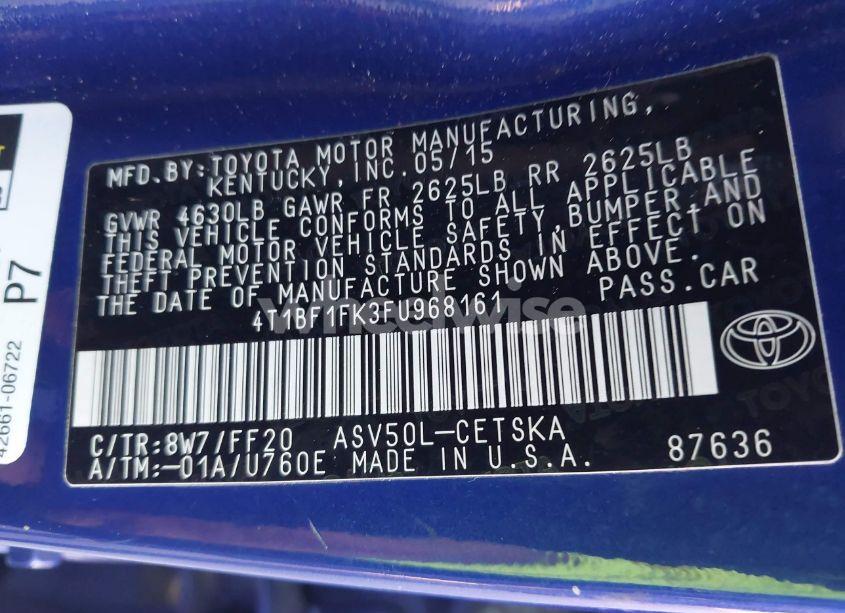 MFD.BY:TOYOTA MOTOR MANUFACTURING,
KENTUCKY, INC. 05/15
GVWR 4630LB GAWR FR 2625LB RR 2625LB
THIS VEHICLE CONFORMS TO ALL APPLICABLE
FEDERAL MOTOR VEHICLE SAFETY,BUMPER,AND
THEFT PREVENTION STANDARDS IN EFFECT ON
THE DATE OF MANUFACTURE SHOWN ABOVE.
4T1BF1FK3FU968161 PASS.CAR
C/TR:8W7/FF20 ASV50L-CETSKA
A/TM:-01A/U760E MADE IN U.S.A. 87636
42661-06722
P7
wheelwise